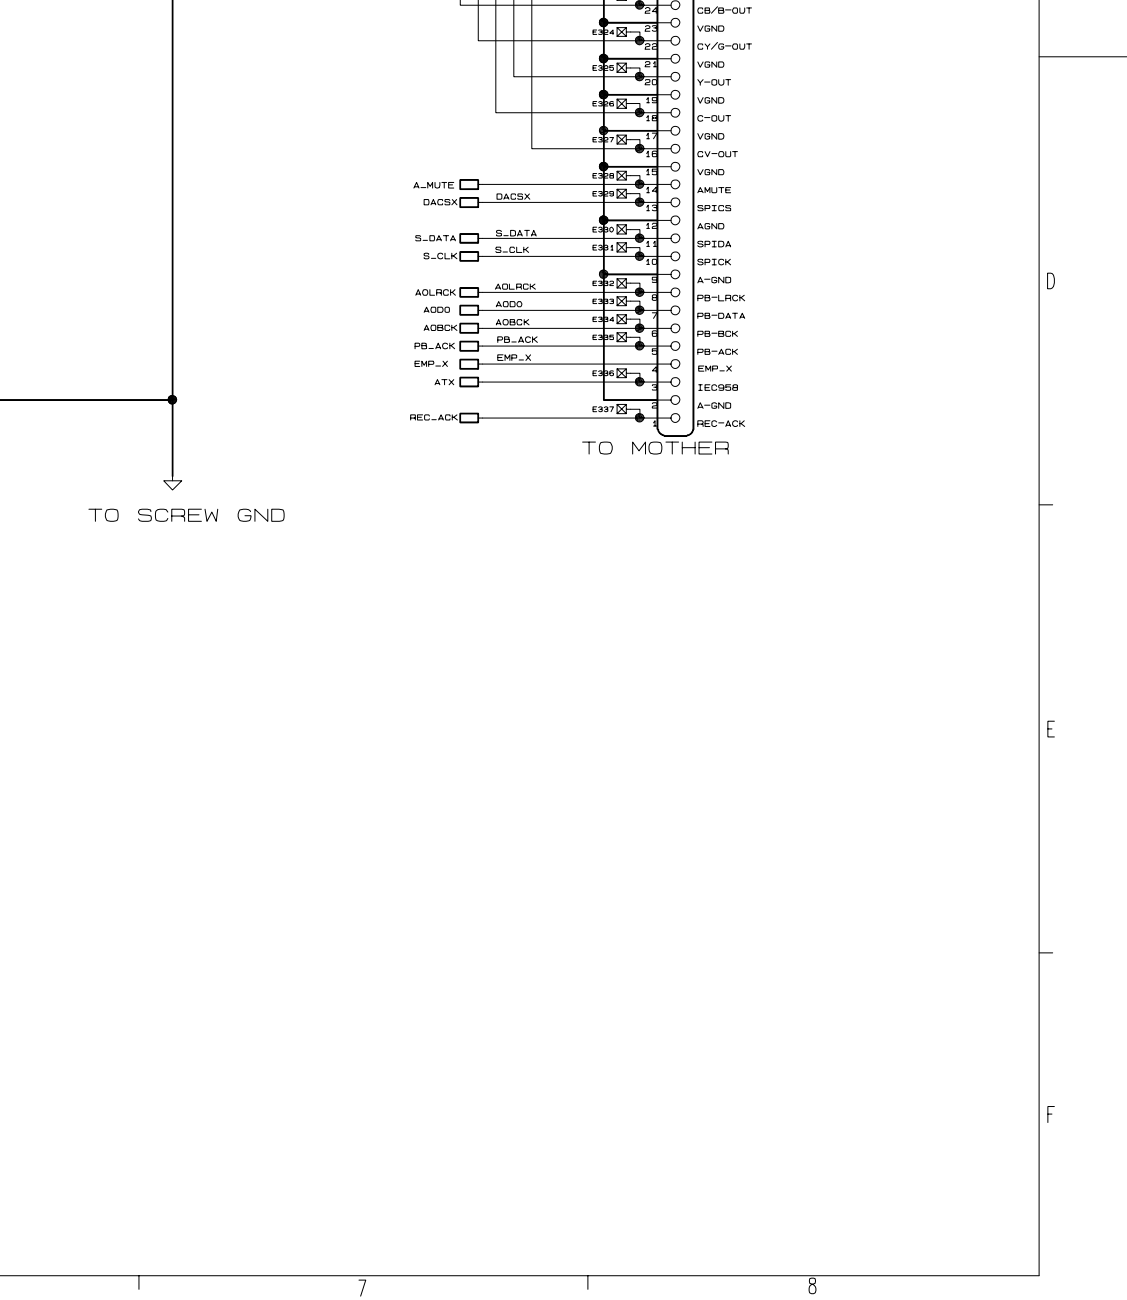 24 CB/B-OUT
23 VGND
E324 22 CY/G-OUT
21 VGND
E325 20 Y-OUT
19 VGND
E326 18 C-OUT
17 VGND
E327 16 CV-OUT
15 VGND
A_MUTE E328 14 AMUTE
DACSX DACSX E329 13 SPICS
12 AGND
S_DATA S_DATA E330 11 SPIDA
S_CLK S_CLK E331 10 SPICK
9 A-GND
AOLRCK AOLRCK E332 8 PB-LRCK
AODO AODO E333 7 PB-DATA
AOBCK AOBCK E334 6 PB-BCK
PB_ACK PB_ACK E335 5 PB-ACK
EMP_X EMP_X 4 EMP_X
ATX E336 3 IEC958
2 A-GND
REC_ACK E337 1 REC-ACK
TO MOTHER
TO SCREW GND
D
E
F
7
8